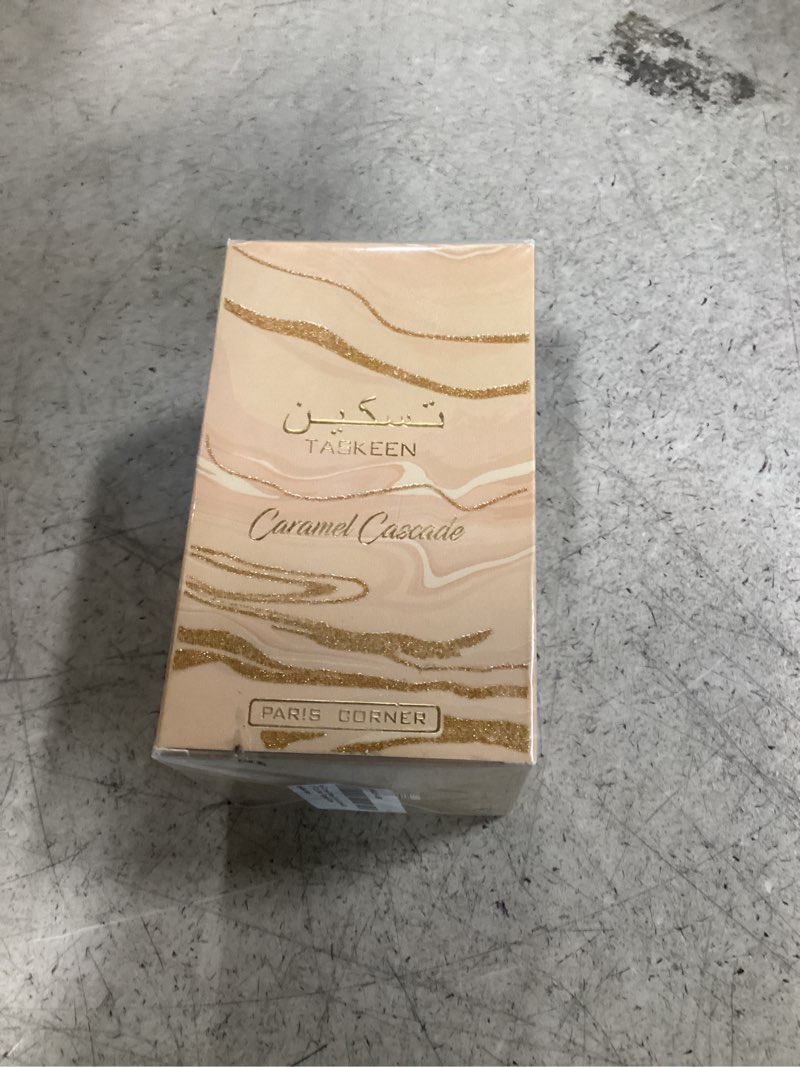 تسكين
TASKEEN
Caramel Cascade
PARIS CORNER